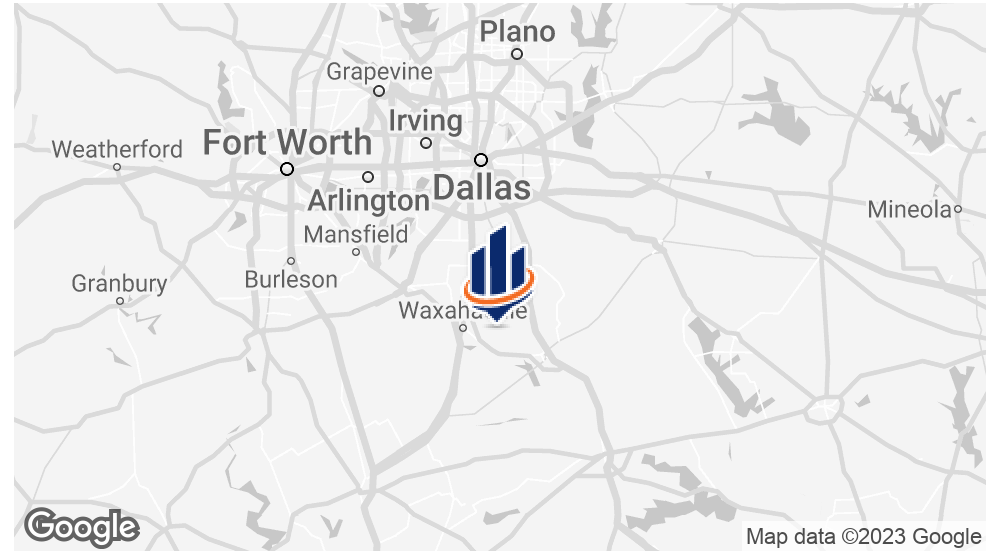 Plano
Grapevine
Irving
Fort Worth
Weatherford
Dallas
Arlington
Mineola
Mansfield
Burleson
Granbury
Google
Map data ©2023 Google